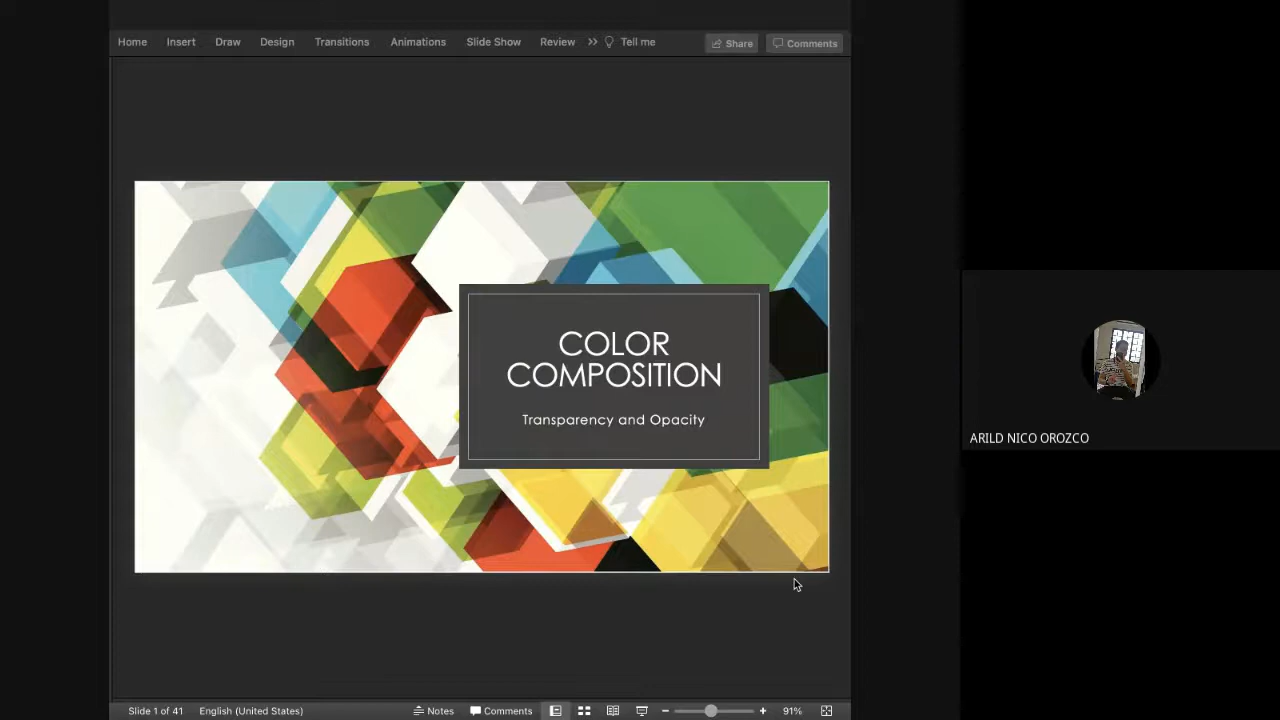 Home Insert Draw Design Transitions Animations Slide Show Review Tell me Share Comments
COLOR
COMPOSITION
Transparency and Opacity
ARILD NICO OROZCO
Slide 1 of 41 English (United States) Notes Comments 91%